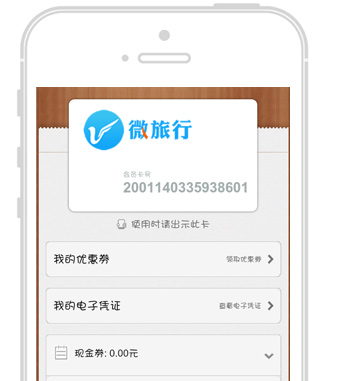 微旅行
会员卡号
2001140335938601
使用时请出示此卡
我的优惠券 领取优惠券
我的电子凭证 查看电子凭证
现金券: 0.00元